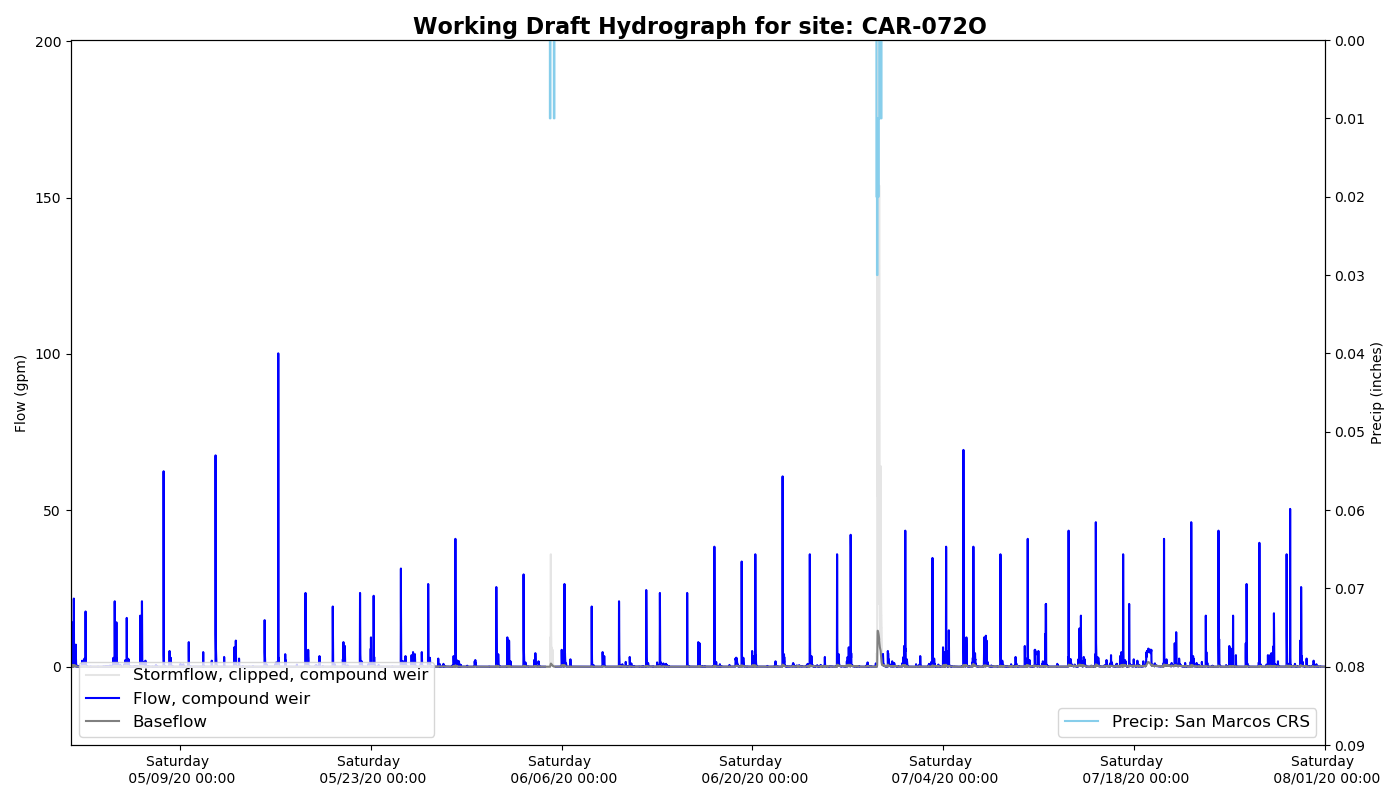 Working Draft Hydrograph for site: CAR-072O
200
150
100
50
0
Flow (gpm)
0.00
0.01
0.02
0.03
0.04
0.05
0.06
0.07
0.08
0.09
Precip (inches)
Stormflow, clipped, compound weir
Flow, compound weir
Baseflow
Precip: San Marcos CRS
Saturday
05/09/20 00:00
Saturday
05/23/20 00:00
Saturday
06/06/20 00:00
Saturday
06/20/20 00:00
Saturday
07/04/20 00:00
Saturday
07/18/20 00:00
Saturday
08/01/20 00:00